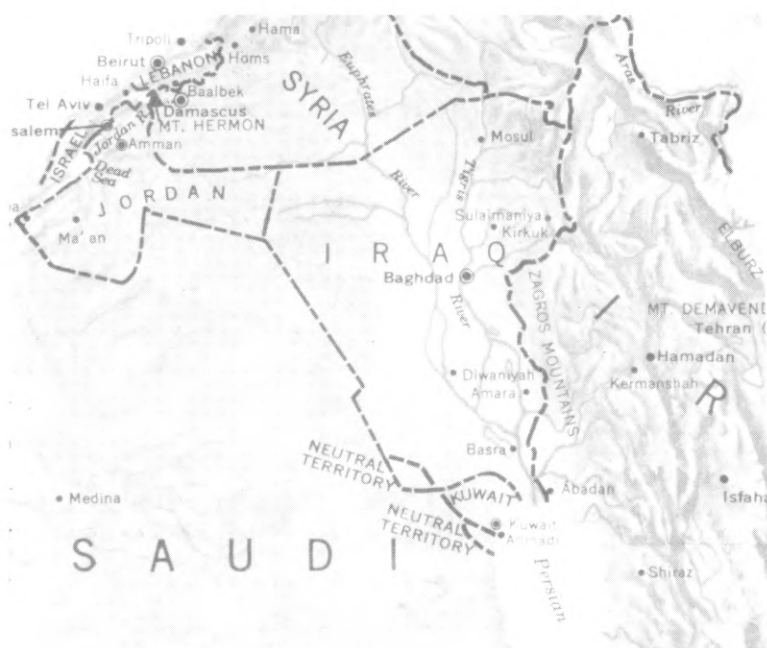 Tripoli
Hama
Beirut
LEBANON
Homs
Haifa
Baalbek
Tel Aviv
Damascus
salem
Jordan R.
MT. HERMON
ISRAEL
Amman
Dead Sea
SYRIA
Euphrates
River
Mosul
Tigris
River
Aras
River
Tabriz
JORDAN
Ma'an
Sulaimaniya
Kirkuk
IRAQ
Baghdad
ELBURZ
ZAGROS MOUNTAINS
I
MT. DEMAVEND
Tehran (
Hamadan
Kermanshah
R
Diwaniyah
Amara
Basra
NEUTRAL
TERRITORY
KUWAIT
Abadan
Isfaha
Medina
NEUTRAL
TERRITORY
Kuwait
Ahmadi
SAUDI
Persian
Shiraz